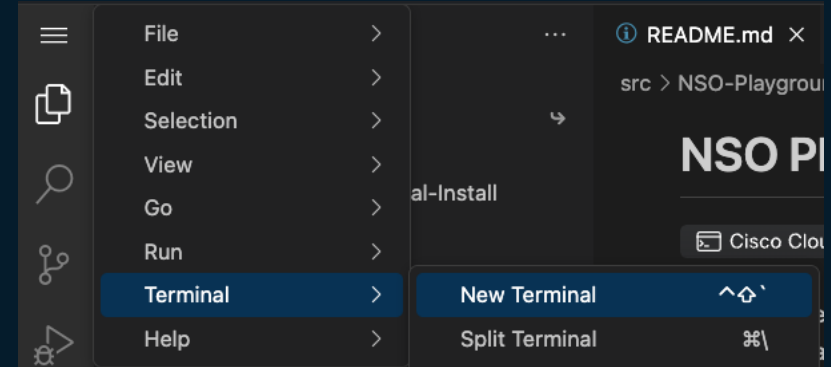 File
Edit
Selection
View
Go
Run
Terminal
Help
...
al-Install
New Terminal ^⇧`
Split Terminal ⌘\
README.md ×
src > NSO-Playgrou
NSO Pl
Cisco Clou